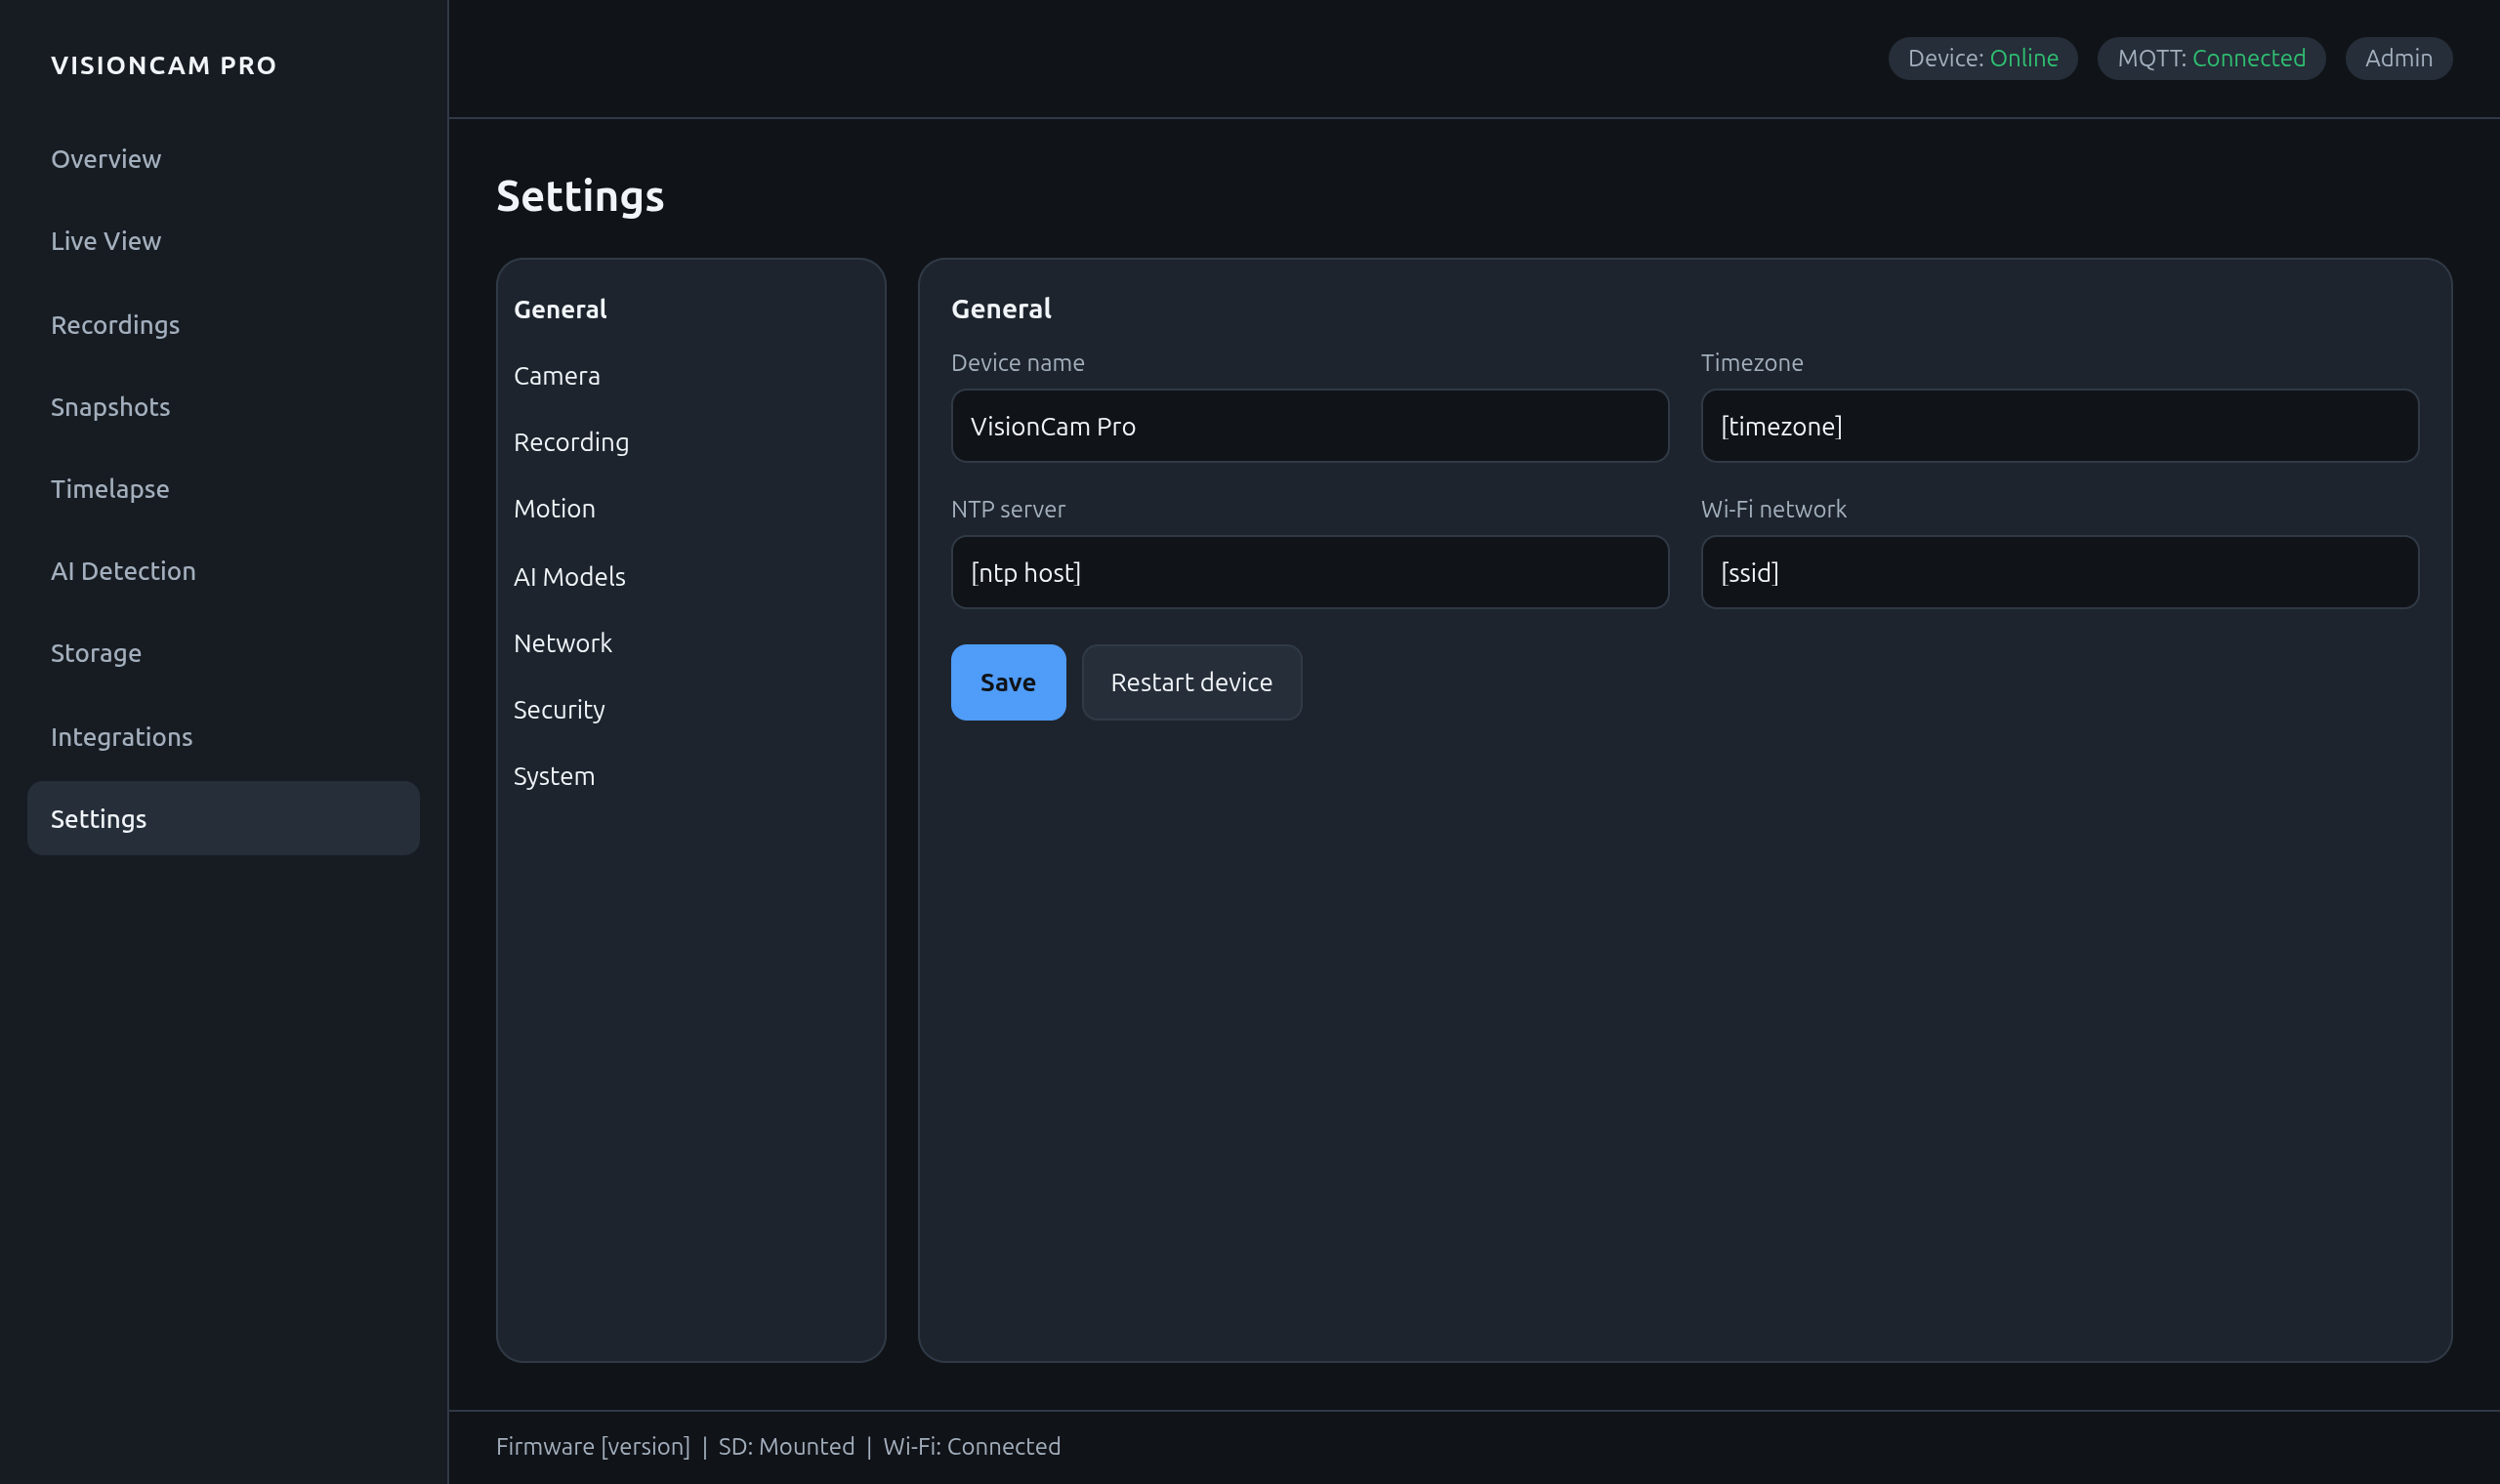 VISIONCAM PRO
Overview
Live View
Recordings
Snapshots
Timelapse
AI Detection
Storage
Integrations
Settings
Device: Online
MQTT: Connected
Admin
Settings
General
Camera
Recording
Motion
AI Models
Network
Security
System
General
Device name
VisionCam Pro
Timezone
[timezone]
NTP server
[ntp host]
Wi-Fi network
[ssid]
Save
Restart device
Firmware [version] | SD: Mounted | Wi-Fi: Connected